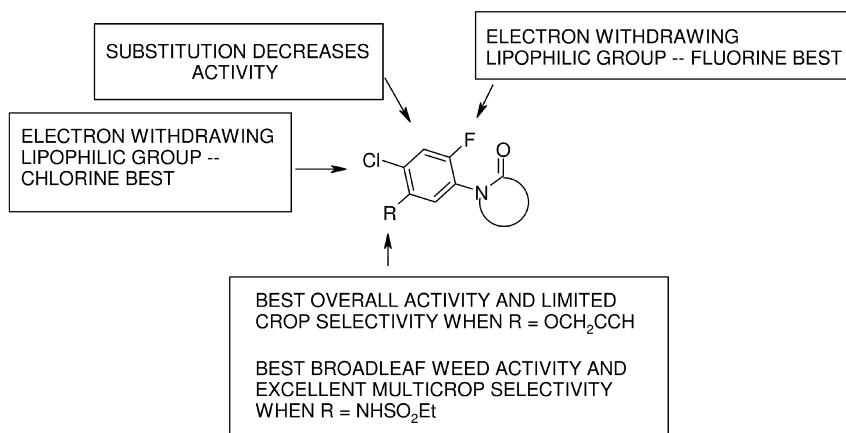 SUBSTITUTION DECREASES
ACTIVITY
ELECTRON WITHDRAWING
LIPOPHILIC GROUP -- FLUORINE BEST
ELECTRON WITHDRAWING
LIPOPHILIC GROUP --
CHLORINE BEST
F
O
Cl
N
R
BEST OVERALL ACTIVITY AND LIMITED
CROP SELECTIVITY WHEN R = OCH₂CCH
BEST BROADLEAF WEED ACTIVITY AND
EXCELLENT MULTICROP SELECTIVITY
WHEN R = NHSO₂Et